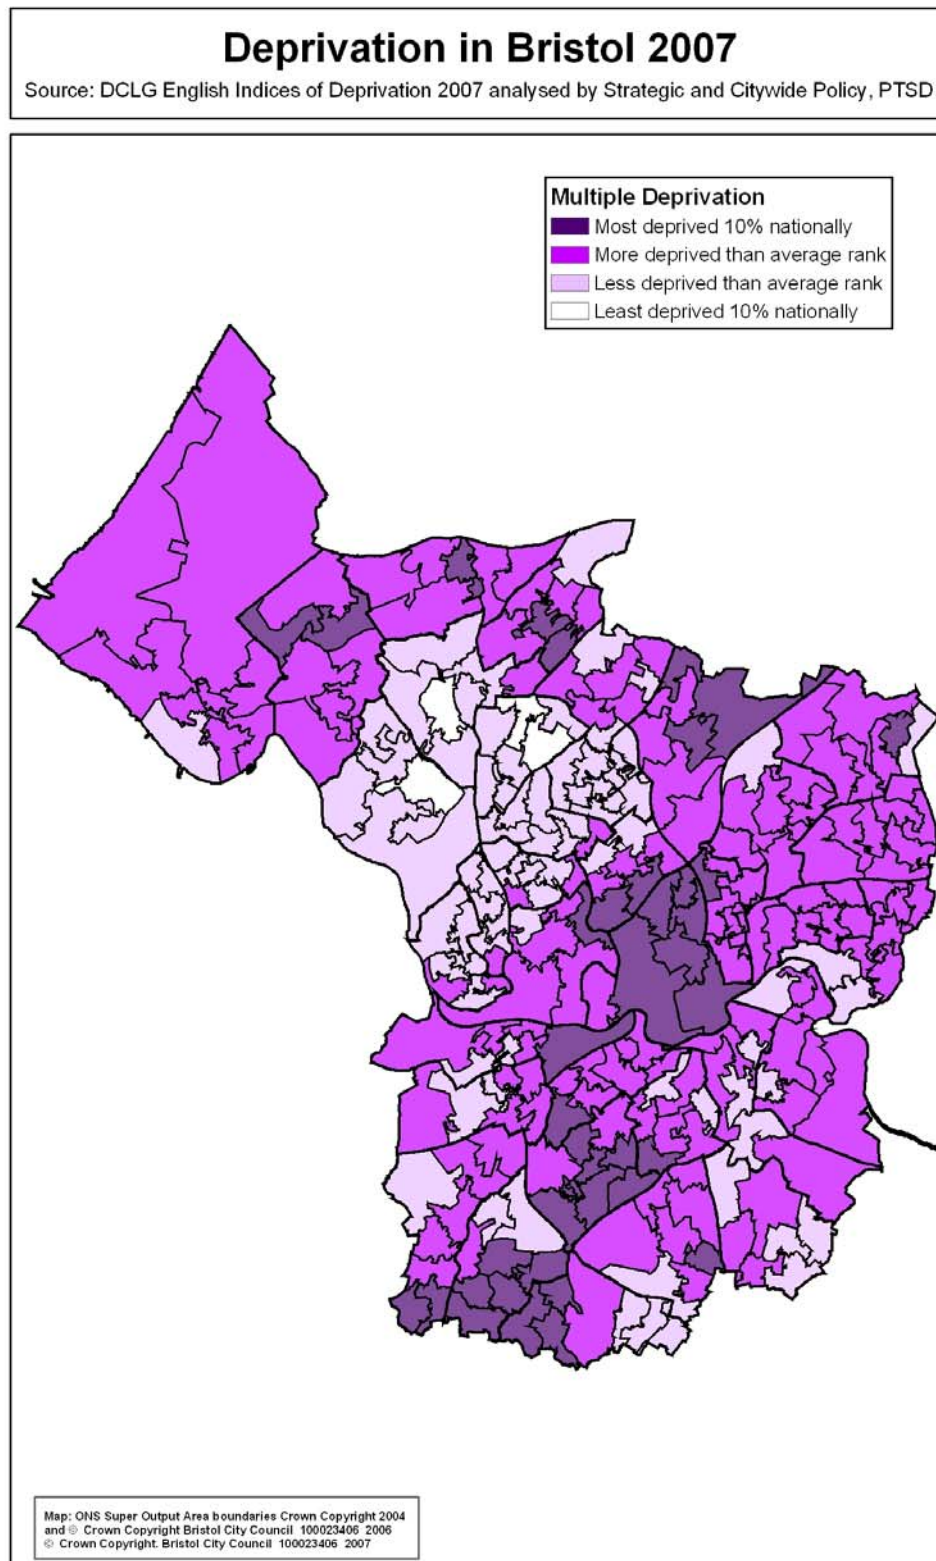 Deprivation in Bristol 2007
Source: DCLG English Indices of Deprivation 2007 analysed by Strategic and Citywide Policy, PTSD
Multiple Deprivation
Most deprived 10% nationally
More deprived than average rank
Less deprived than average rank
Least deprived 10% nationally
Map: ONS Super Output Area boundaries Crown Copyright 2004
and © Crown Copyright Bristol City Council 100023406 2006
© Crown Copyright. Bristol City Council 100023406 2007